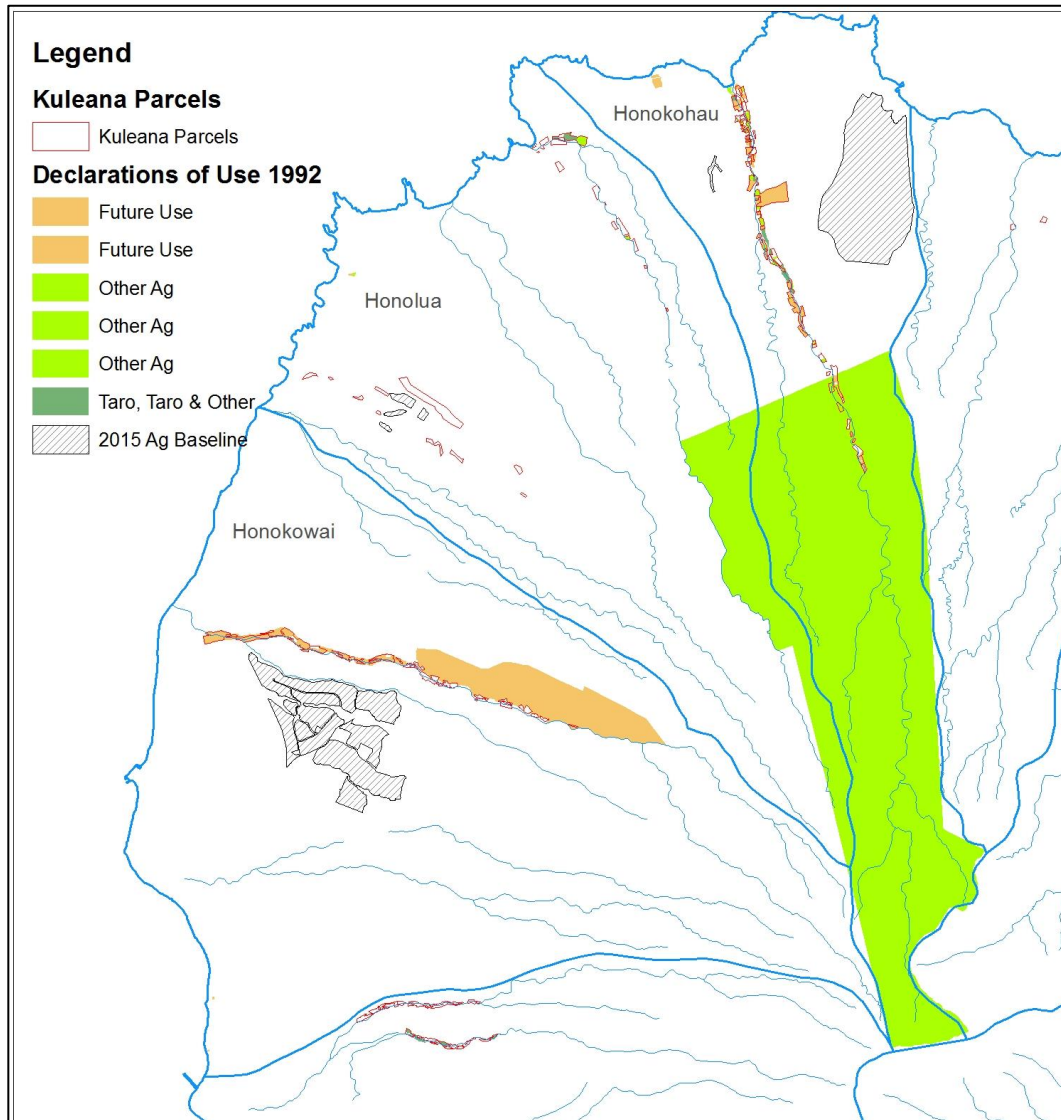 Legend
Kuleana Parcels
Kuleana Parcels
Declarations of Use 1992
Future Use
Future Use
Other Ag
Other Ag
Other Ag
Taro, Taro & Other
2015 Ag Baseline
Honokohau
Honolua
Honokowai